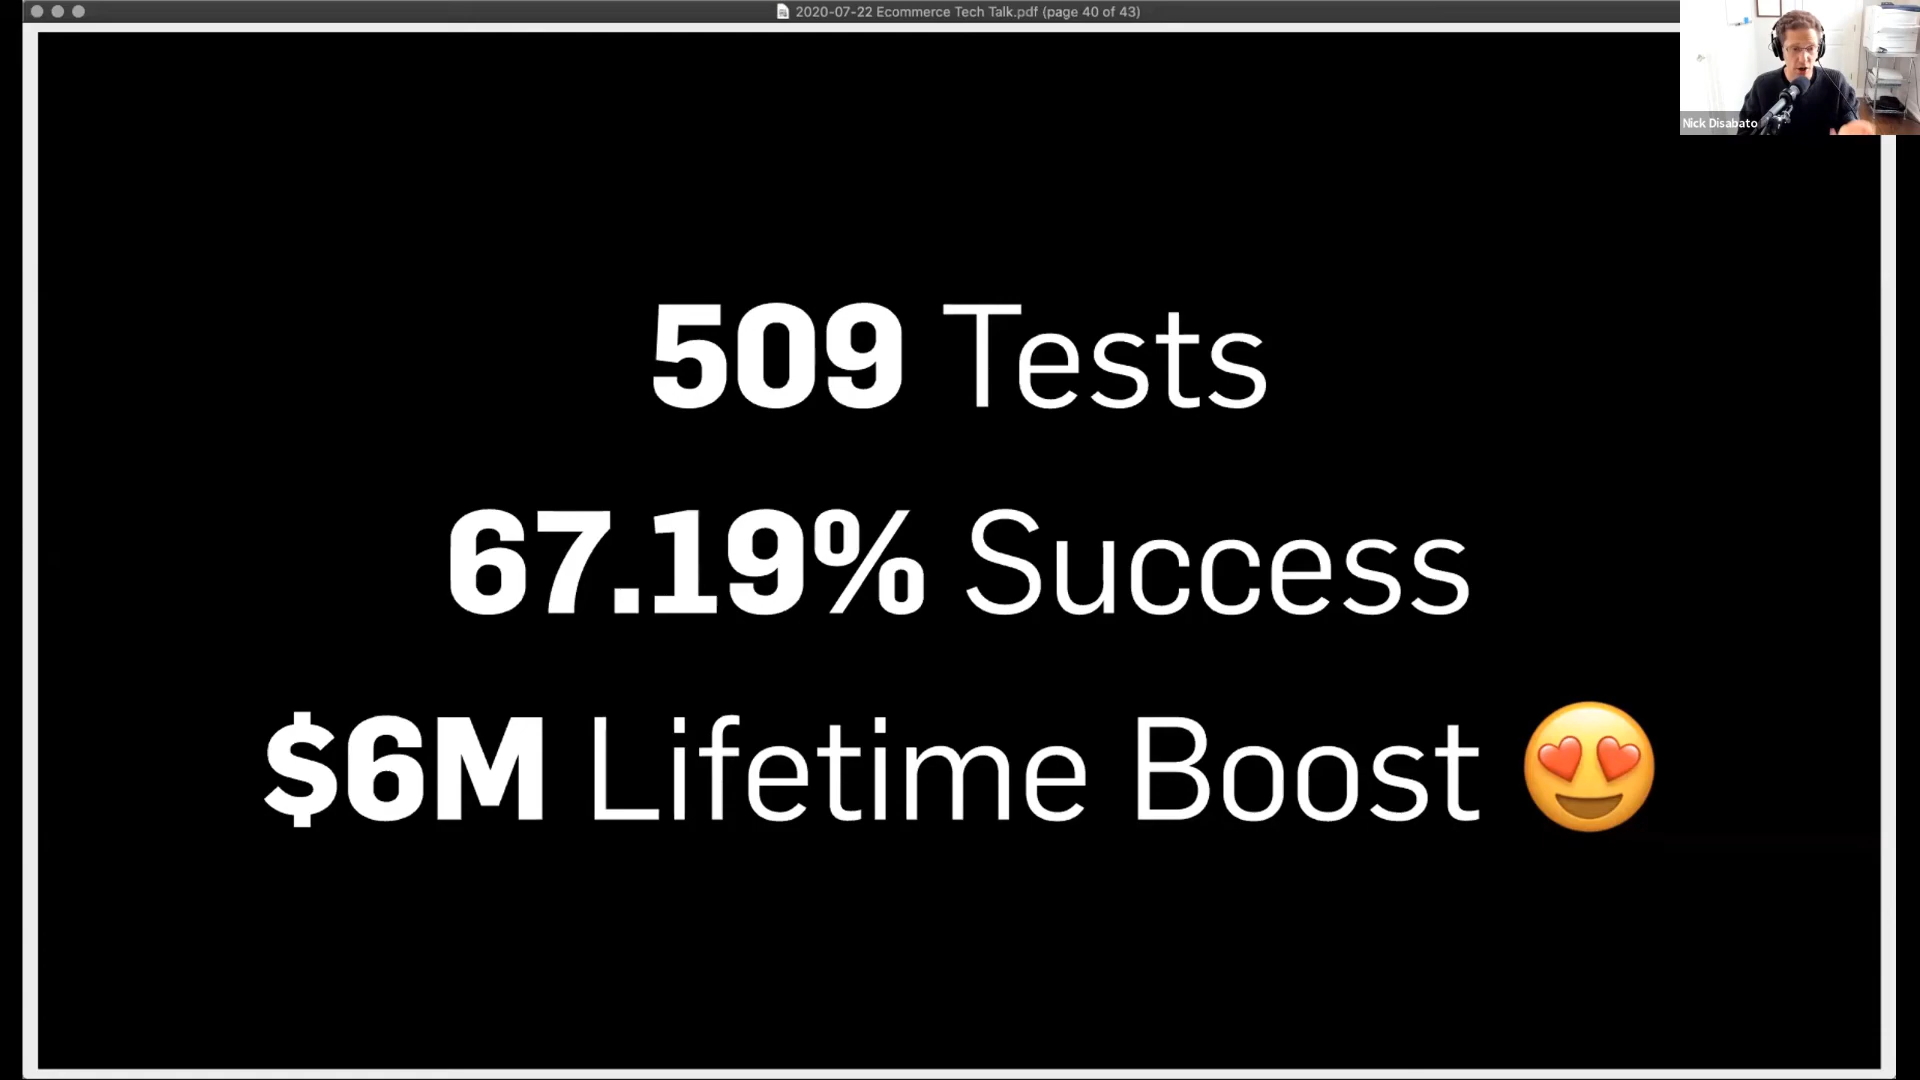 2020-07-22 Ecommerce Tech Talk.pdf (page 40 of 43)
Nick Disabato
509 Tests
67.19% Success
$6M Lifetime Boost 😍